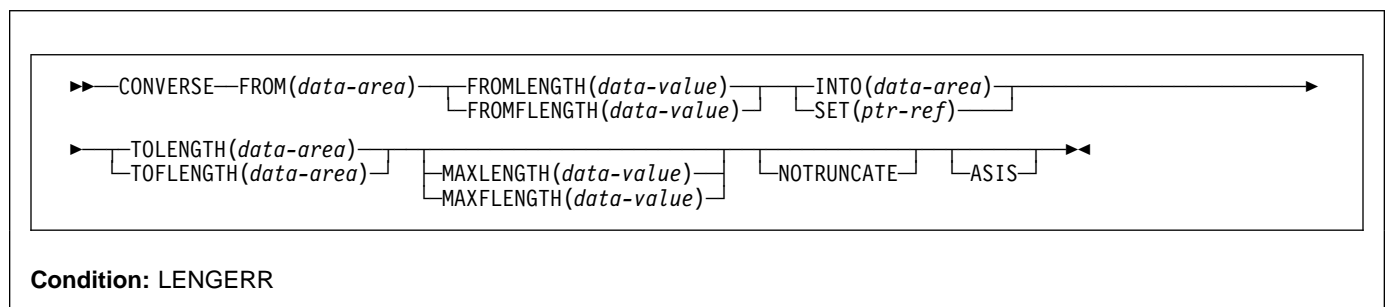 CONVERSE FROM(data-area) FROMLENGTH(data-value) INTO(data-area)
FROMFLENGTH(data-value) SET(ptr-ref)
TOLENGTH(data-area)
TOFLENGTH(data-area) MAXLENGTH(data-value) NOTRUNCATE ASIS
MAXFLENGTH(data-value)
Condition: LENGERR